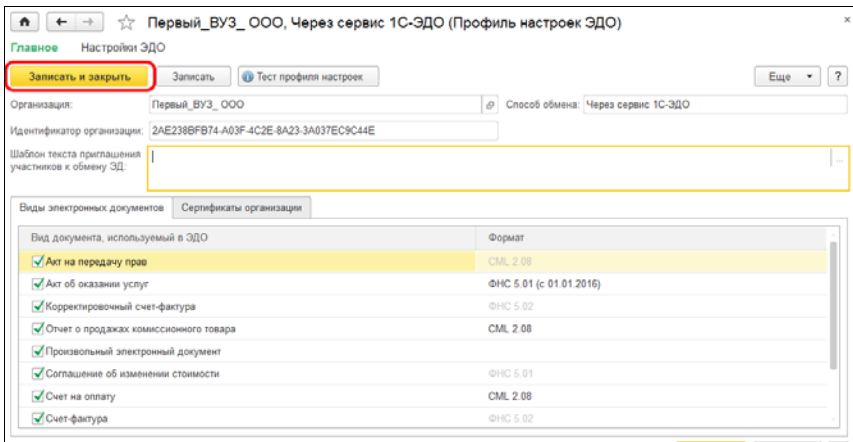 Первый_ВУЗ_ ООО, Через сервис 1С-ЭДО (Профиль настроек ЭДО)
Главное Настройки ЭДО
Записать и закрыть Записать Тест профиля настроек Еще ?
Организация: Первый_ВУЗ_ ООО Способ обмена: Через сервис 1С-ЭДО
Идентификатор организации: 2AE238BFB74-A03F-4C2E-8A23-3A037EC9C44E
Шаблон текста приглашения
участников к обмену ЭД:
Виды электронных документов Сертификаты организации
Вид документа, используемый в ЭДО Формат
Акт на передачу прав CML 2.08
Акт об оказании услуг ФНС 5.01 (с 01.01.2016)
Корректировочный счет-фактура ФНС 5.02
Отчет о продажах комиссионного товара CML 2.08
Произвольный электронный документ
Соглашение об изменении стоимости ФНС 5.01
Счет на оплату CML 2.08
Счет-фактура ФНС 5.02